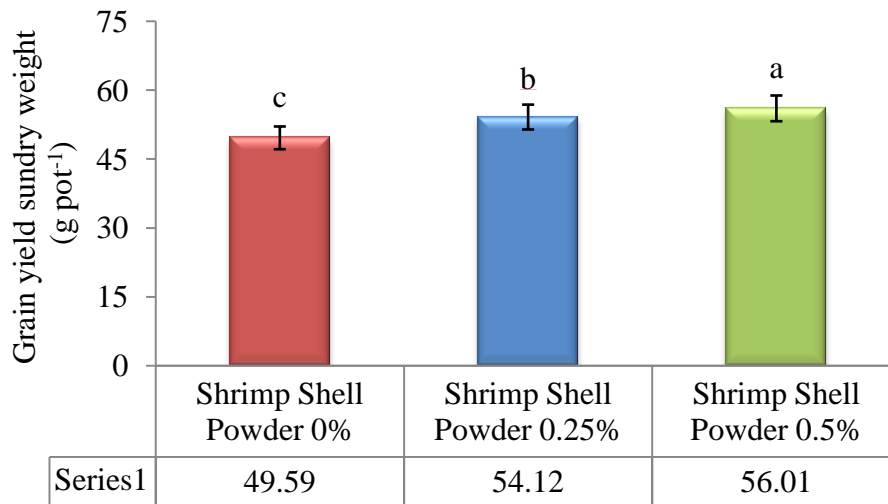 Grain yield sundry weight
(g pot-1)
75
60
45
30
15
0
c
b
a
Shrimp Shell
Powder 0%
Shrimp Shell
Powder 0.25%
Shrimp Shell
Powder 0.5%
Series1 49.59 54.12 56.01